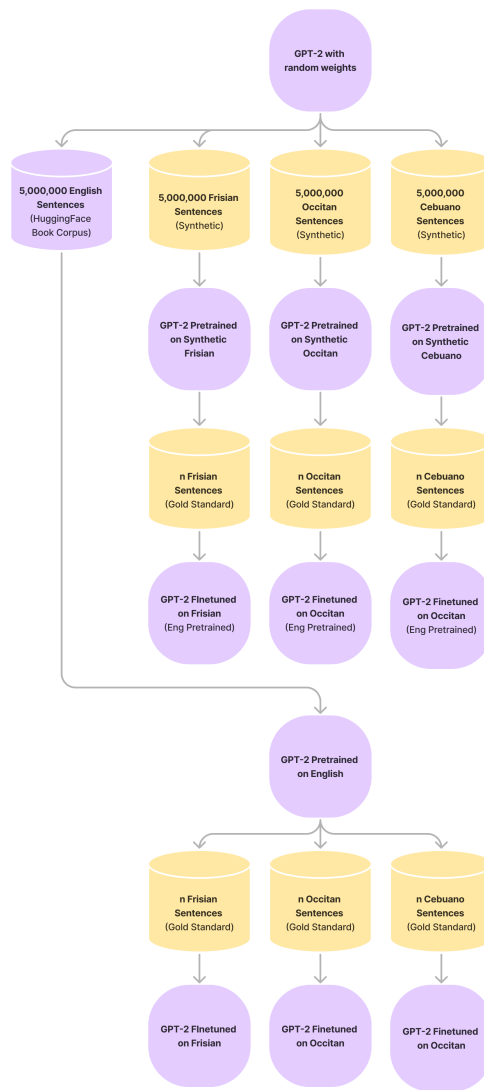 GPT-2 with
random weights
5,000,000 English
Sentences
(HuggingFace
Book Corpus)
5,000,000 Frisian
Sentences
(Synthetic)
5,000,000
Occitan
Sentences
(Synthetic)
5,000,000
Cebuano
Sentences
(Synthetic)
GPT-2 Pretrained
on Synthetic
Frisian
GPT-2 Pretrained
on Synthetic
Occitan
GPT-2 Pretrained
on Synthetic
Cebuano
n Frisian
Sentences
(Gold Standard)
n Occitan
Sentences
(Gold Standard)
n Cebuano
Sentences
(Gold Standard)
GPT-2 FInetuned
on Frisian
(Eng Pretrained)
GPT-2 Finetuned
on Occitan
(Eng Pretrained)
GPT-2 Finetuned
on Occitan
(Eng Pretrained)
GPT-2 Pretrained
on English
n Frisian
Sentences
(Gold Standard)
n Occitan
Sentences
(Gold Standard)
n Cebuano
Sentences
(Gold Standard)
GPT-2 FInetuned
on Frisian
GPT-2 Finetuned
on Occitan
GPT-2 Finetuned
on Occitan